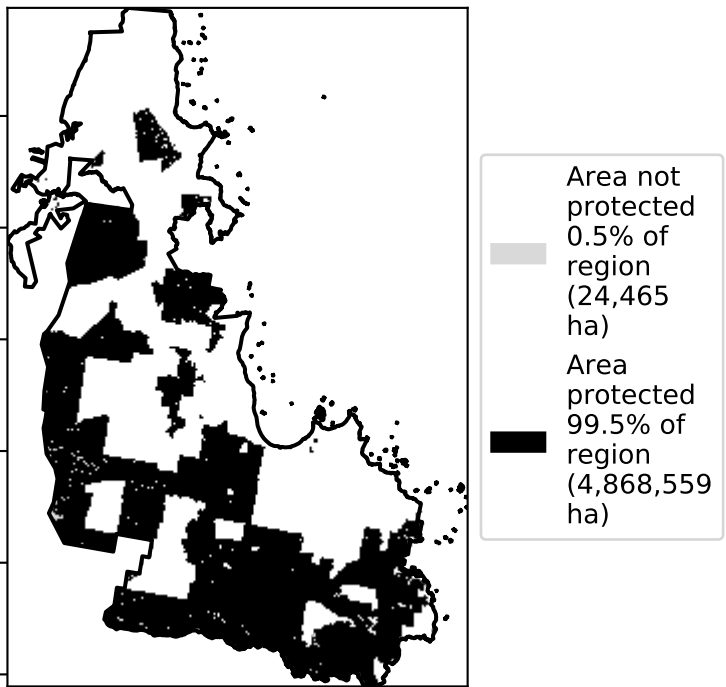 Area not
protected
0.5% of
region
(24,465
ha)
Area
protected
99.5% of
region
(4,868,559
ha)